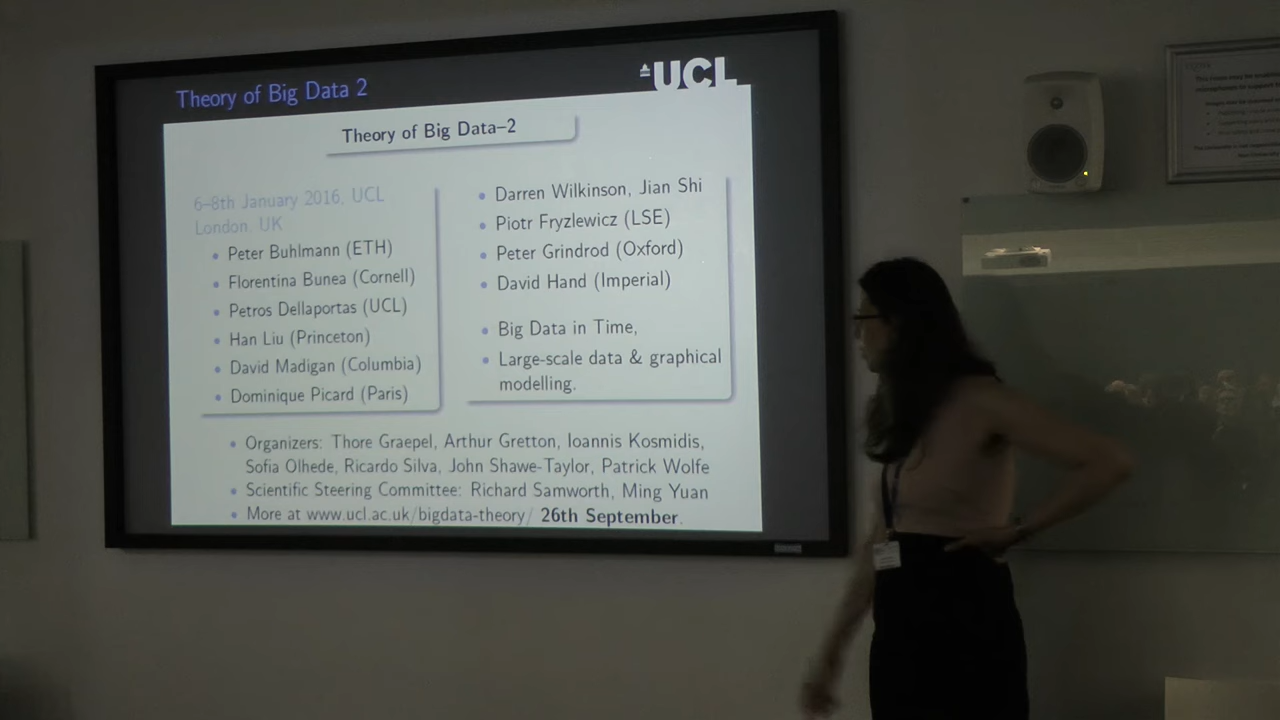 Theory of Big Data 2
UCL
Theory of Big Data–2
6–8th January 2016, UCL
London, UK
• Peter Buhlmann (ETH)
• Florentina Bunea (Cornell)
• Petros Dellaportas (UCL)
• Han Liu (Princeton)
• David Madigan (Columbia)
• Dominique Picard (Paris)
• Darren Wilkinson, Jian Shi
• Piotr Fryzlewicz (LSE)
• Peter Grindrod (Oxford)
• David Hand (Imperial)
• Big Data in Time,
• Large-scale data & graphical
modelling.
• Organizers: Thore Graepel, Arthur Gretton, Ioannis Kosmidis,
Sofia Olhede, Ricardo Silva, John Shawe-Taylor, Patrick Wolfe
• Scientific Steering Committee: Richard Samworth, Ming Yuan
• More at www.ucl.ac.uk/bigdata-theory/ 26th September.